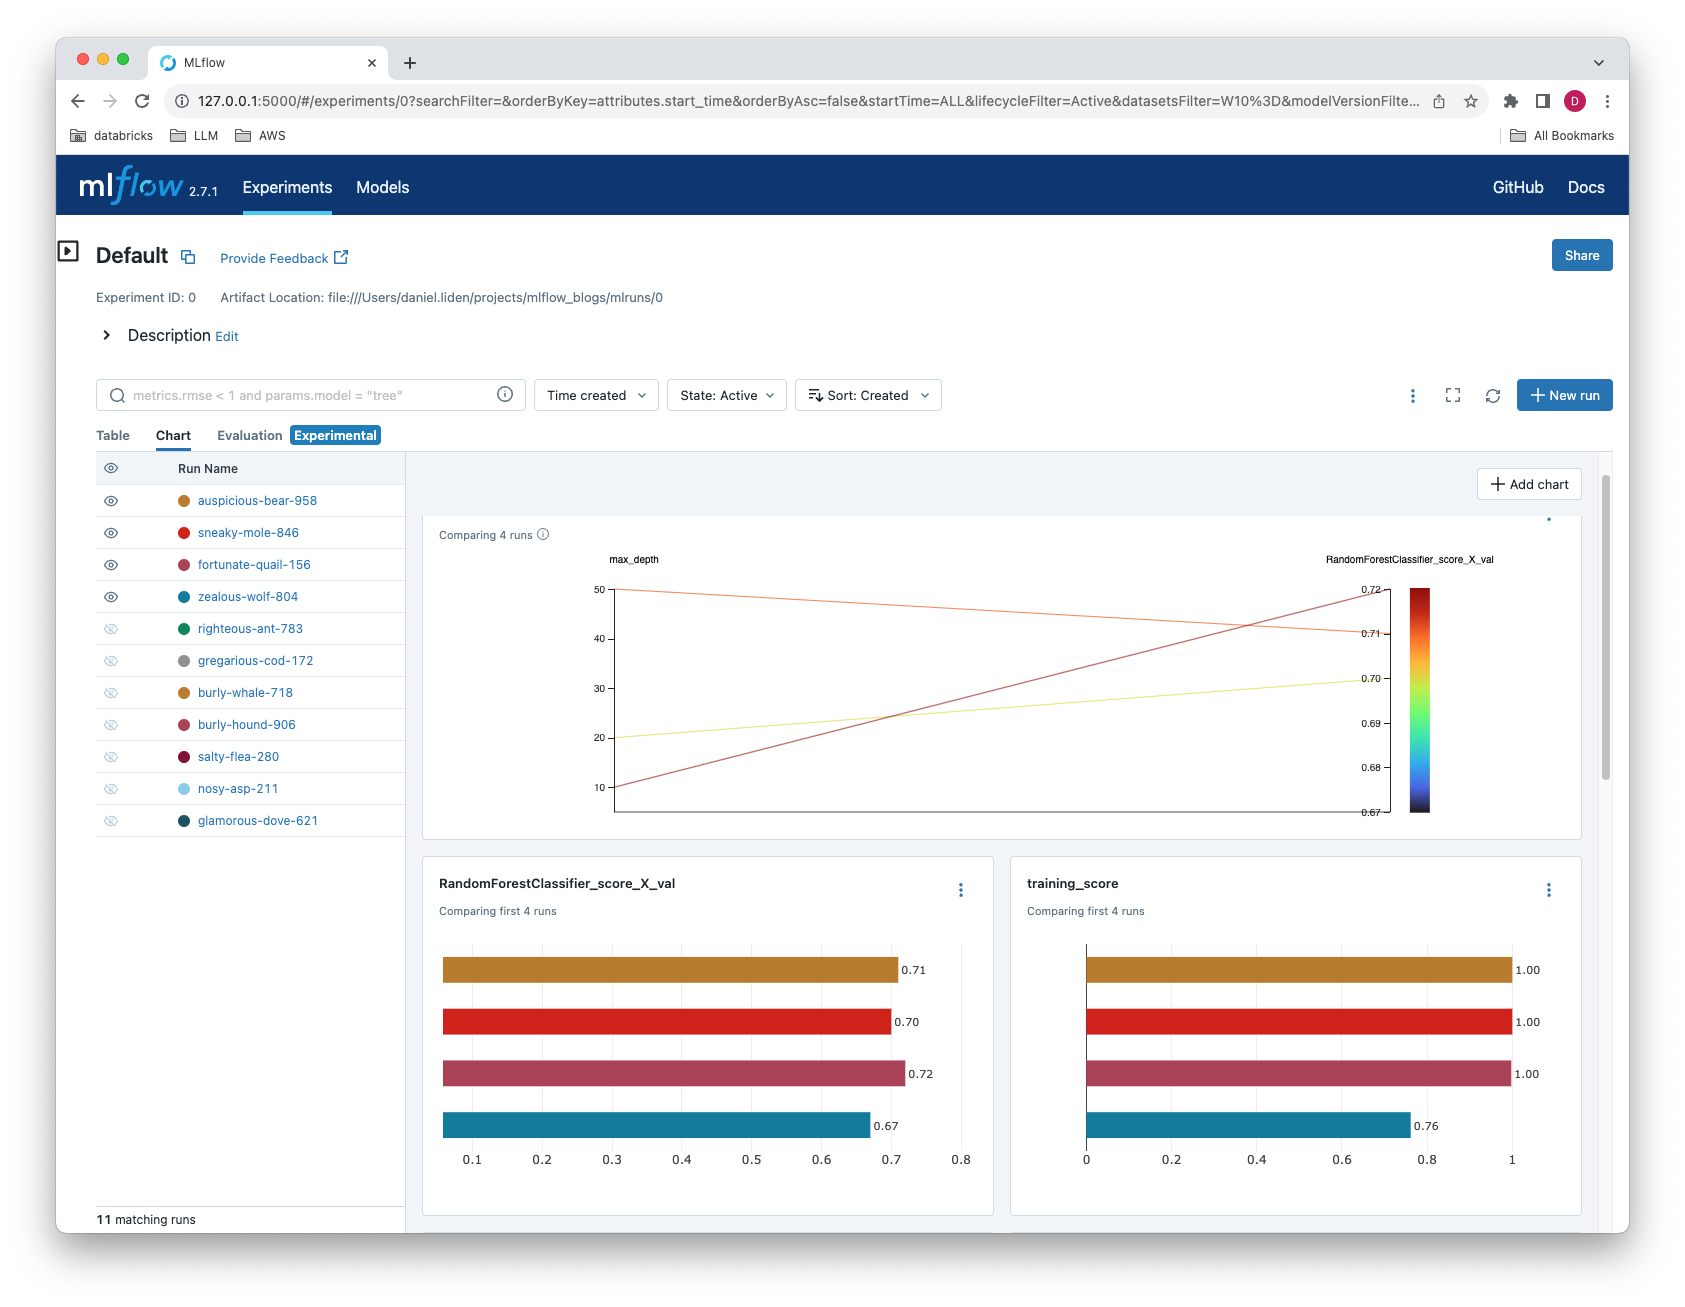 MLflow
127.0.0.1:5000/#/experiments/0?searchFilter=&orderByKey=attributes.start_time&orderByAsc=false&startTime=ALL&lifecycleFilter=Active&datasetsFilter=W10%3D&modelVersionFilte...
D
databricks LLM AWS All Bookmarks
mlflow 2.7.1 Experiments Models GitHub Docs
Default Provide Feedback Share
Experiment ID: 0 Artifact Location: file:///Users/daniel.liden/projects/mlflow_blogs/mlruns/0
Description Edit
metrics.rmse < 1 and params.model = "tree" Time created State: Active Sort: Created New run
Table Chart Evaluation Experimental
Run Name
auspicious-bear-958
sneaky-mole-846
fortunate-quail-156
zealous-wolf-804
righteous-ant-783
gregarious-cod-172
burly-whale-718
burly-hound-906
salty-flea-280
nosy-asp-211
glamorous-dove-621
11 matching runs
Add chart
Comparing 4 runs
max_depth RandomForestClassifier_score_X_val
50
40
30
20
10
0.72
0.71
0.70
0.69
0.68
0.67
RandomForestClassifier_score_X_val
Comparing first 4 runs
0.71
0.70
0.72
0.67
0.1 0.2 0.3 0.4 0.5 0.6 0.7 0.8
training_score
Comparing first 4 runs
1.00
1.00
1.00
0.76
0 0.2 0.4 0.6 0.8 1